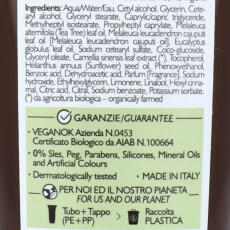 Ingredients: Aqua/Water/Eau, Cetyl alcohol, Glycerin, Cete-
aryl alcohol, Glyceryl stearate, Caprylic/capric triglyceride,
Methylglycinate, Isopropyl myristate, Propylheptyl caprylate, Melaleuca
alternifolia (Tea Tree) leaf oil, Melaleuca leucadendron cajuputi
leaf oil [Melaleuca leucadendron cajuputi oil], Eucalyptus
globulus leaf oil, Sodium cetearyl sulfate, Coco-glucoside,
Glyceryl oleate, Camellia sinensis leaf extract (*), Tocopherol,
Helianthus annuus (Sunflower) seed oil, Phenoxyethanol,
Benzoic acid, Dehydroacetic acid, Parfum [Fragrance], Sodium
hydroxide, Ethylhexylglycerin, Limonene, Linalool, Hexyl cinna-
mal, Citric acid, Citral, Sodium benzoate, Potassium sorbate. (*)
da agricoltura biologica - organically farmed
GARANZIE/GUARANTEE
• VEGANOK Azienda N.0453
Certificato Biologico da AIAB N.100664
• 0% Sles, Peg, Parabens, Silicones, Mineral Oils
and Artificial Colours
• Dermatologically tested • MADE IN ITALY
PER NOI ED IL NOSTRO PIANETA
FOR US AND OUR PLANET
Tubo+Tappo Raccolta
(PE+PP) PLASTICA